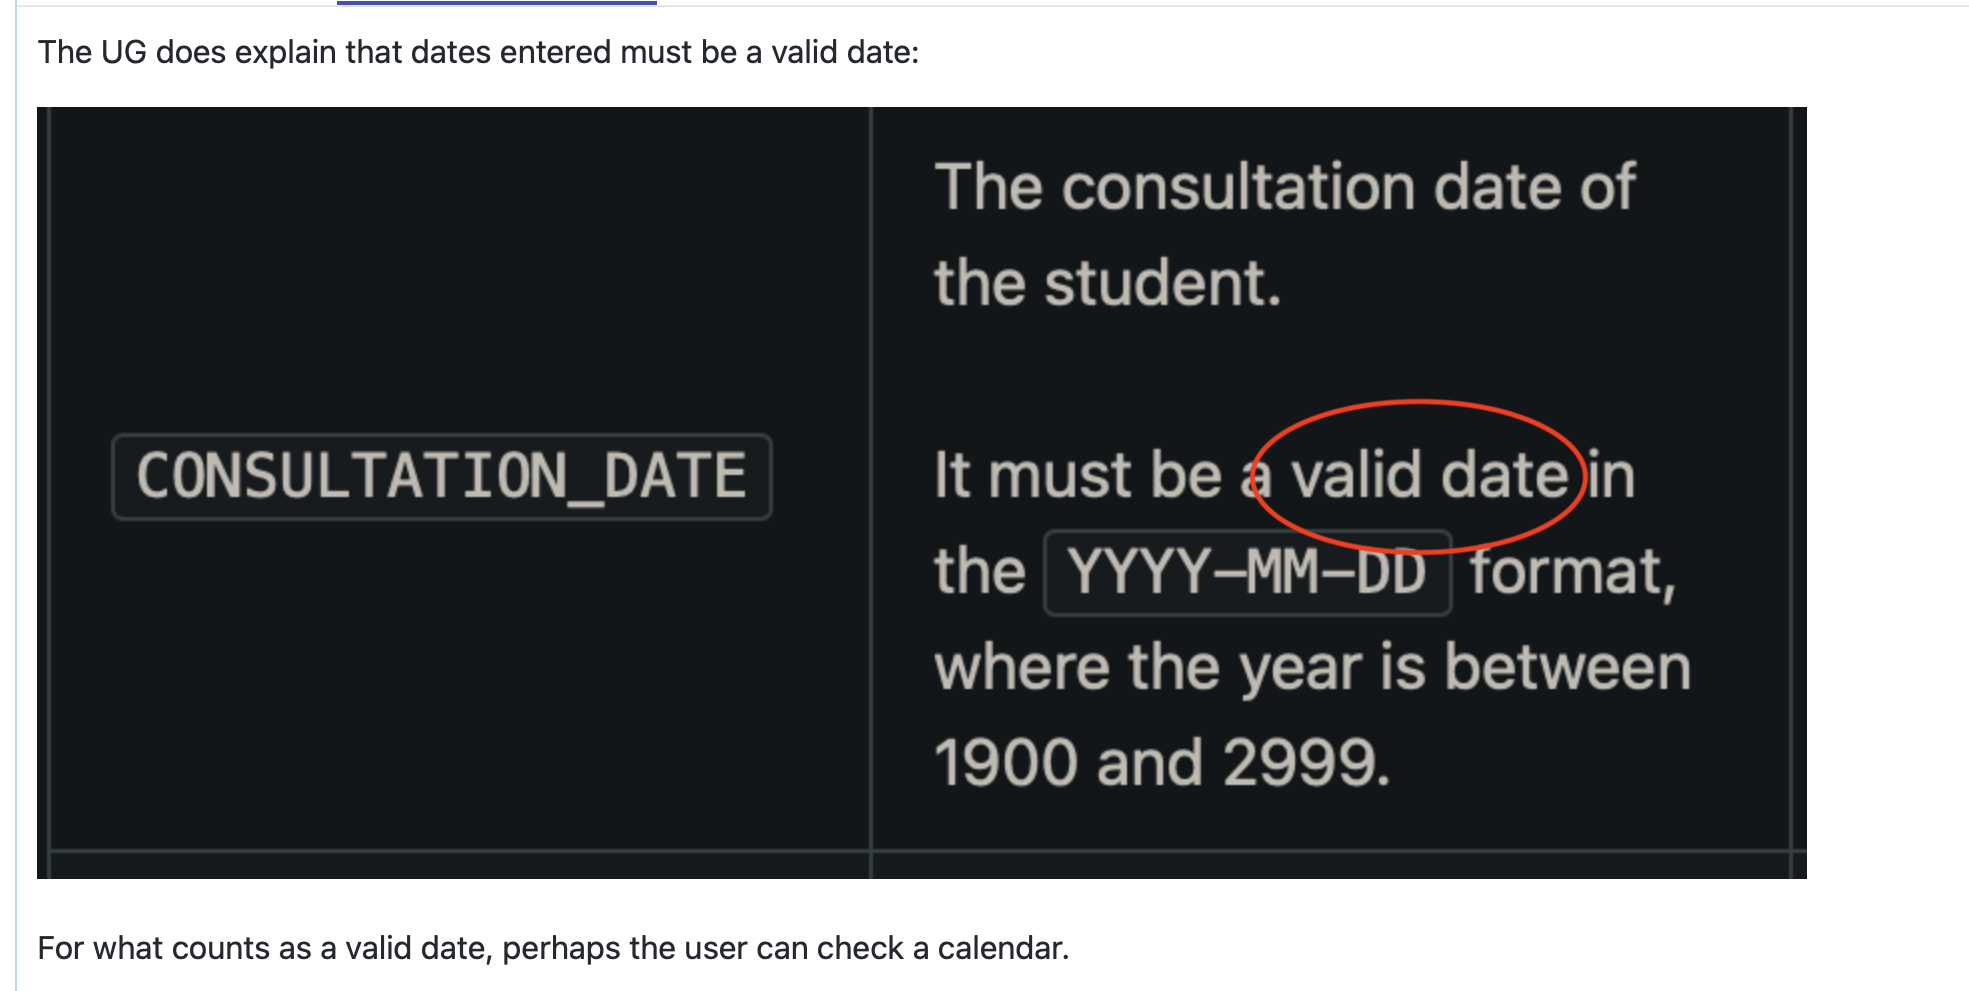 The UG does explain that dates entered must be a valid date:
The consultation date of
the student.
CONSULTATION_DATE
It must be a valid date in
the YYYY-MM-DD format,
where the year is between
1900 and 2999.
For what counts as a valid date, perhaps the user can check a calendar.